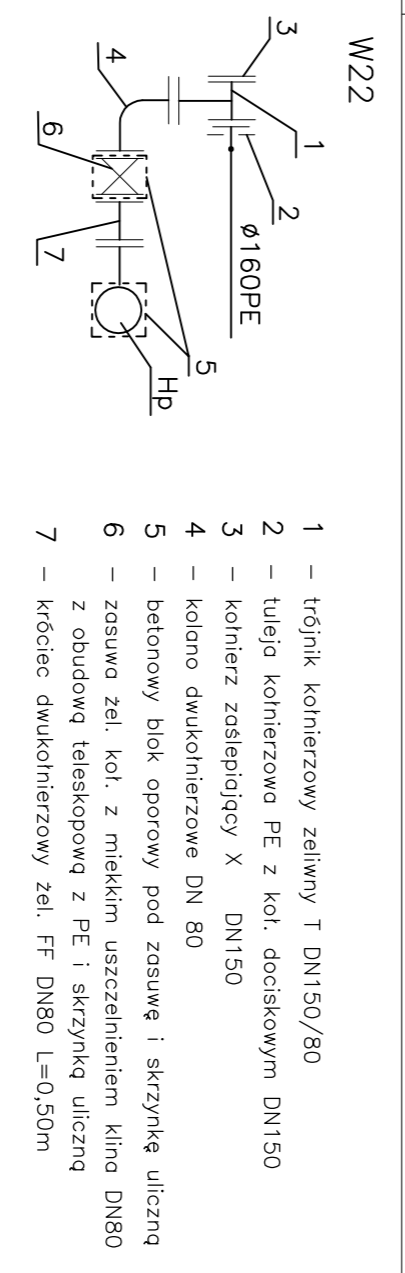 W22
3
1
2
ø160PE
4
6
7
5
Hp
1 – trójnik kołnierzowy zeliwny T DN150/80
2 – tuleja kołnierzowa PE z koł. dociskowym DN150
3 – kołnierz zaślepiający X DN150
4 – kolano dwukołnierzowe DN 80
5 – betonowy blok oporowy pod zasuwę i skrzynkę uliczną
6 – zasuwa żel. koł. z miekkim uszczelnieniem klina DN80
z obudową teleskopową z PE i skrzynką uliczną
7 – króciec dwukołnierzowy żel. FF DN80 L=0,50m